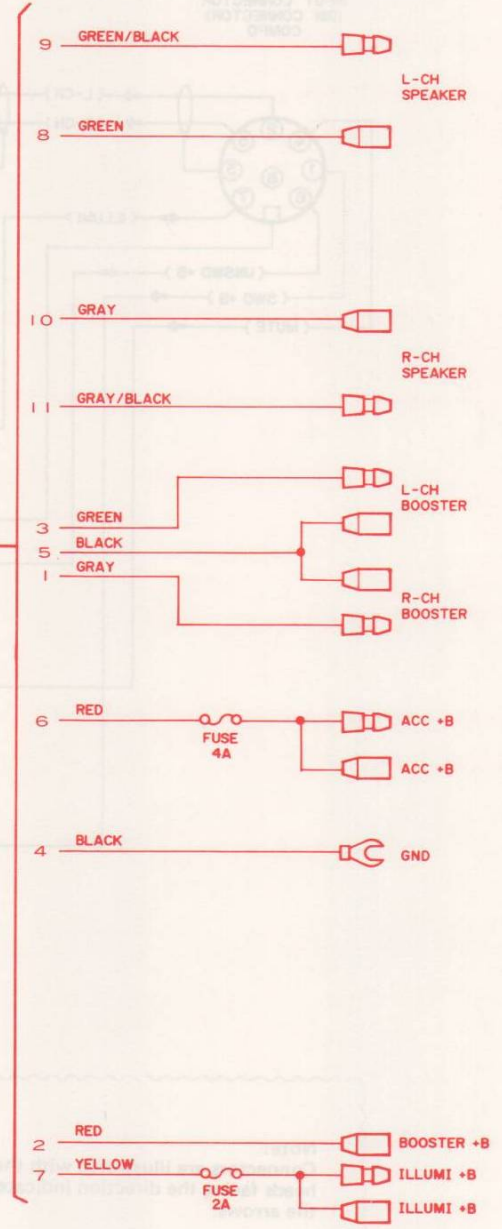 9 GREEN/BLACK
L-CH
SPEAKER
8 GREEN
10 GRAY
R-CH
SPEAKER
11 GRAY/BLACK
L-CH
BOOSTER
3 GREEN
5 BLACK
1 GRAY
R-CH
BOOSTER
6 RED
FUSE
4A
ACC +B
ACC +B
4 BLACK
GND
2 RED
BOOSTER +B
7 YELLOW
FUSE
2A
ILLUMI +B
ILLUMI +B